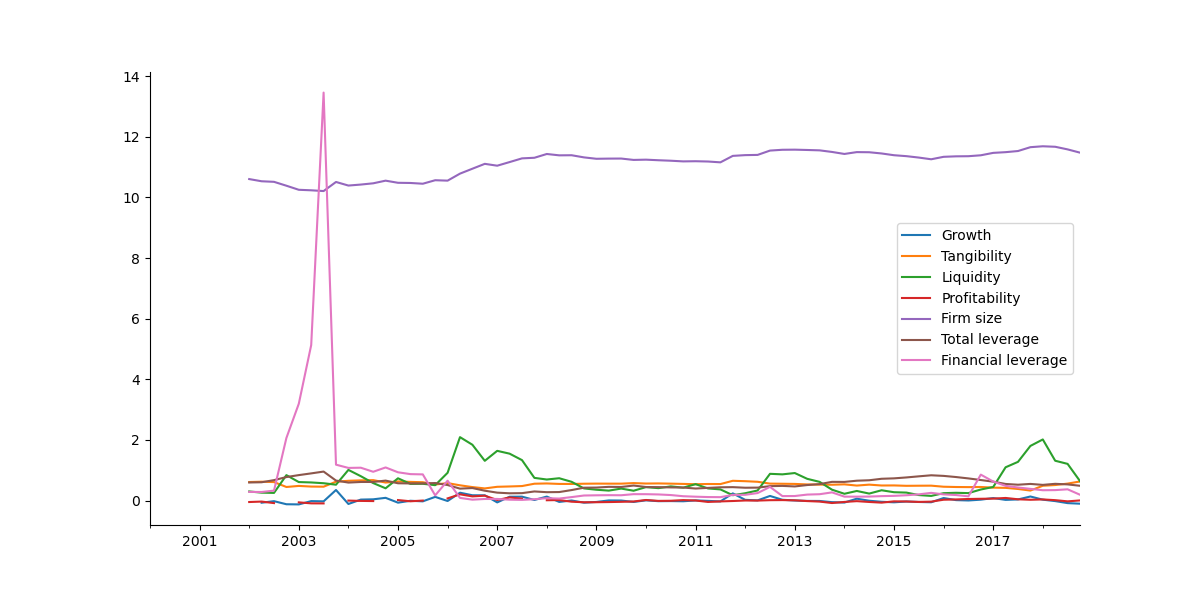 14
12
10
8
6
4
2
0
Growth
Tangibility
Liquidity
Profitability
Firm size
Total leverage
Financial leverage
2001 2003 2005 2007 2009 2011 2013 2015 2017